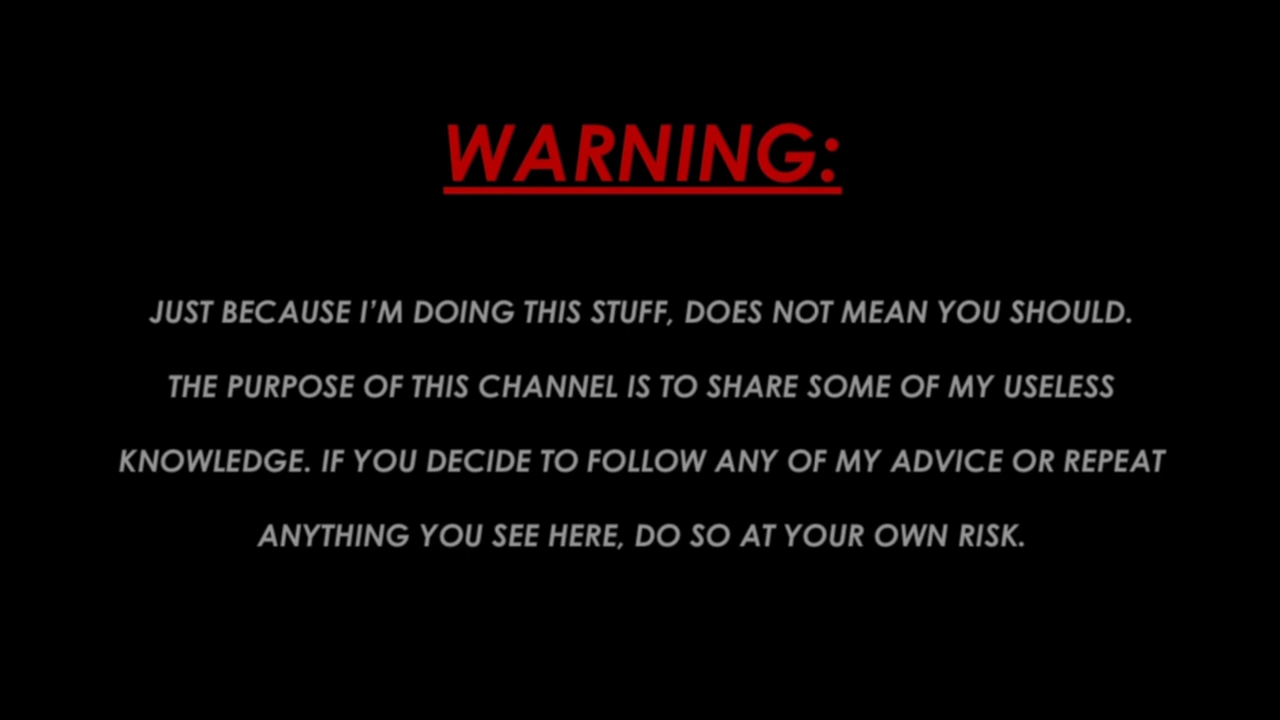 WARNING:
JUST BECAUSE I’M DOING THIS STUFF, DOES NOT MEAN YOU SHOULD.
THE PURPOSE OF THIS CHANNEL IS TO SHARE SOME OF MY USELESS
KNOWLEDGE. IF YOU DECIDE TO FOLLOW ANY OF MY ADVICE OR REPEAT
ANYTHING YOU SEE HERE, DO SO AT YOUR OWN RISK.